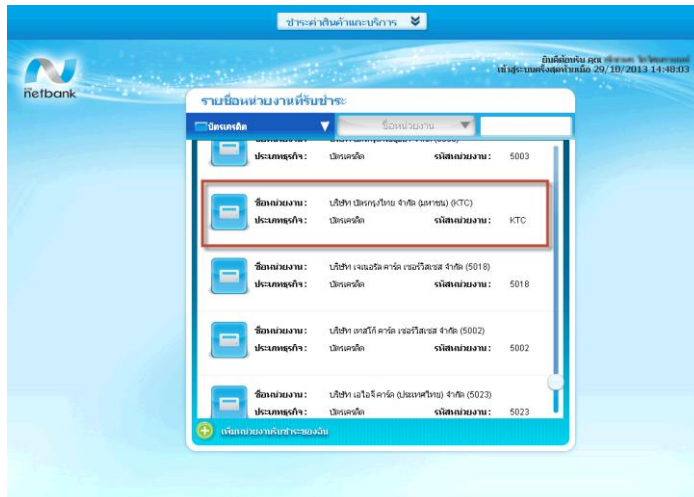 ชำระค่าสินค้าและบริการ
netbank
ยินดีต้อนรับ คุณ
เข้าสู่ระบบครั้งสุดท้ายเมื่อ 29/10/2013 14:48:03
รายชื่อหน่วยงานที่รับชำระ
บัตรเครดิต ชื่อหน่วยงาน
ประเภทธุรกิจ: บัตรเครดิต รหัสหน่วยงาน: 5003
ชื่อหน่วยงาน: บริษัท บัตรกรุงไทย จำกัด (มหาชน) (KTC)
ประเภทธุรกิจ: บัตรเครดิต รหัสหน่วยงาน: KTC
ชื่อหน่วยงาน: บริษัท เจเนอรัล คาร์ด เซอร์วิสเซส จำกัด (5018)
ประเภทธุรกิจ: บัตรเครดิต รหัสหน่วยงาน: 5018
ชื่อหน่วยงาน: บริษัท เทสโก้ คาร์ด เซอร์วิสเซส จำกัด (5002)
ประเภทธุรกิจ: บัตรเครดิต รหัสหน่วยงาน: 5002
ชื่อหน่วยงาน: บริษัท เอไอจี คาร์ด (ประเทศไทย) จำกัด (5023)
ประเภทธุรกิจ: บัตรเครดิต รหัสหน่วยงาน: 5023
เพิ่มหน่วยงานรับชำระของฉัน